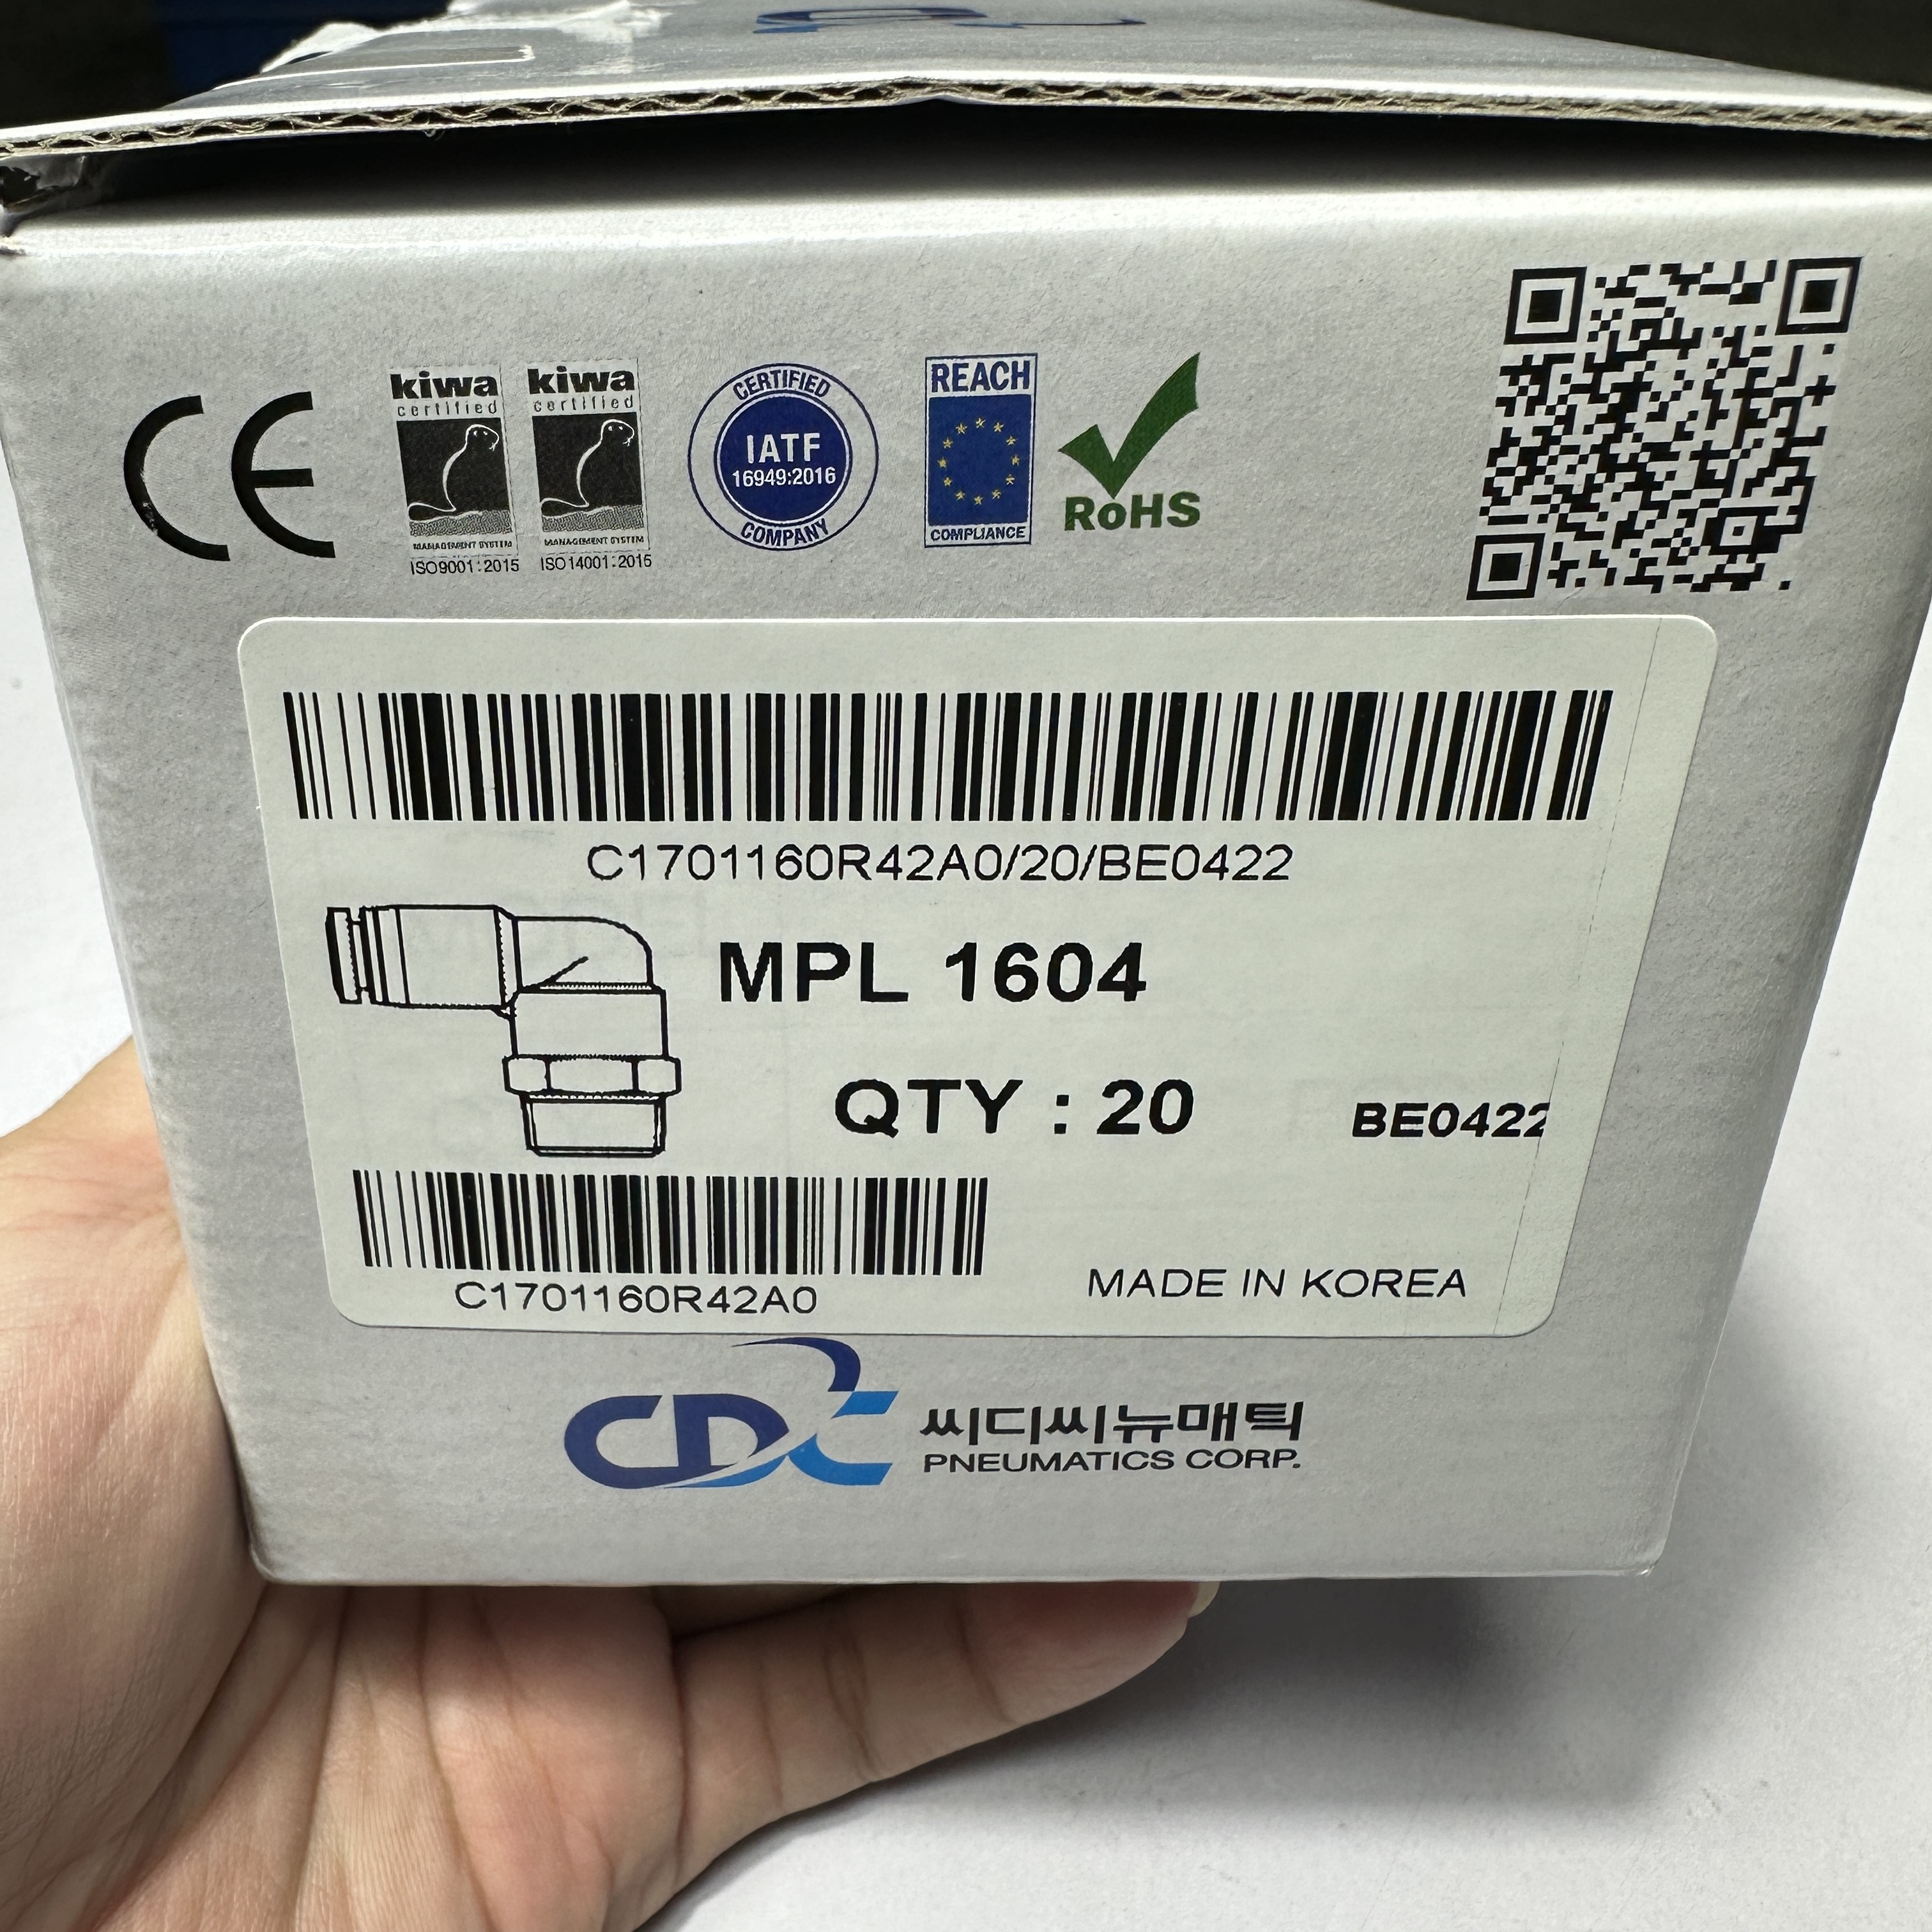 CE
kiwa
certified
MANAGEMENT SYSTEM
ISO9001:2015
kiwa
certified
MANAGEMENT SYSTEM
ISO14001:2015
CERTIFIED
IATF
16949:2016
COMPANY
REACH
COMPLIANCE
RoHS
C1701160R42A0/20/BE0422
MPL 1604
QTY : 20
BE0422
C1701160R42A0
MADE IN KOREA
CDC 씨디씨뉴매틱
PNEUMATICS CORP.